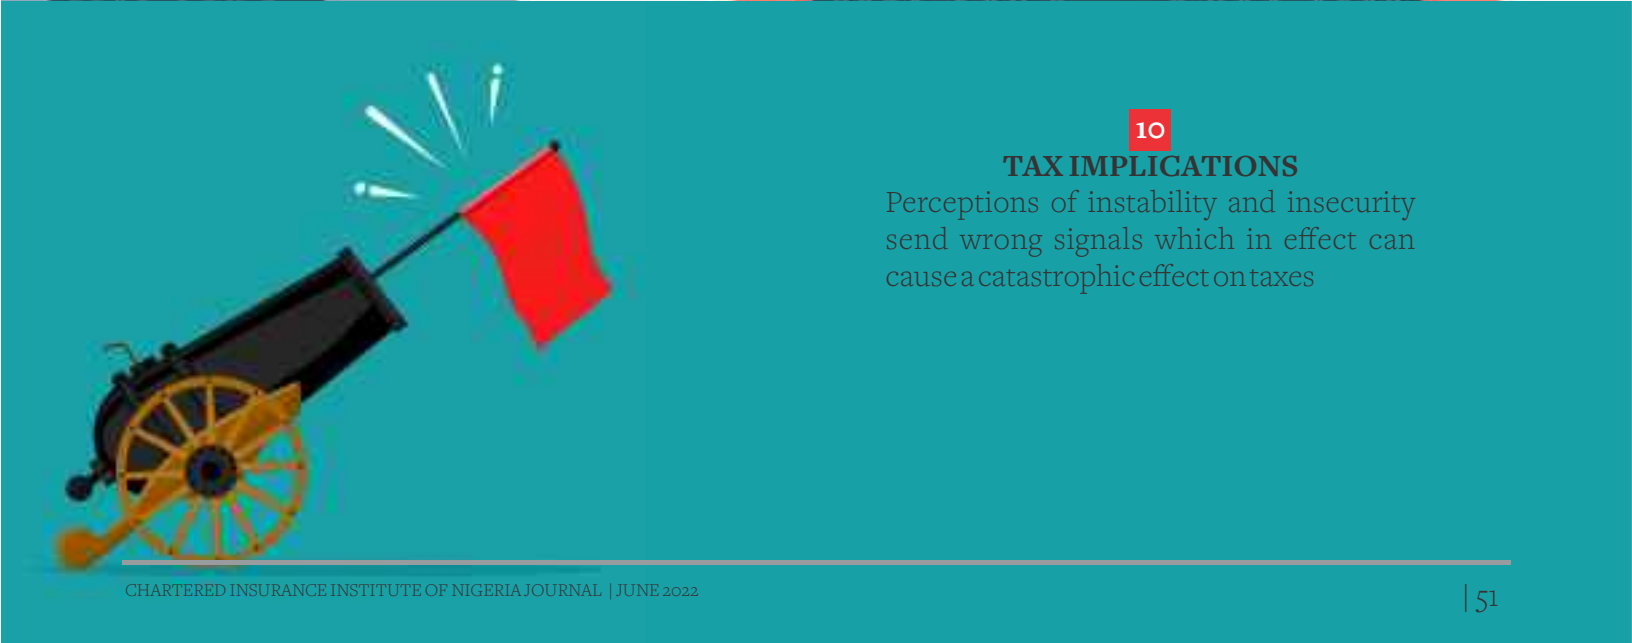 10
TAX IMPLICATIONS
Perceptions of instability and insecurity
send wrong signals which in effect can
cause a catastrophic effect on taxes
CHARTERED INSURANCE INSTITUTE OF NIGERIA JOURNAL | JUNE 2022
| 51